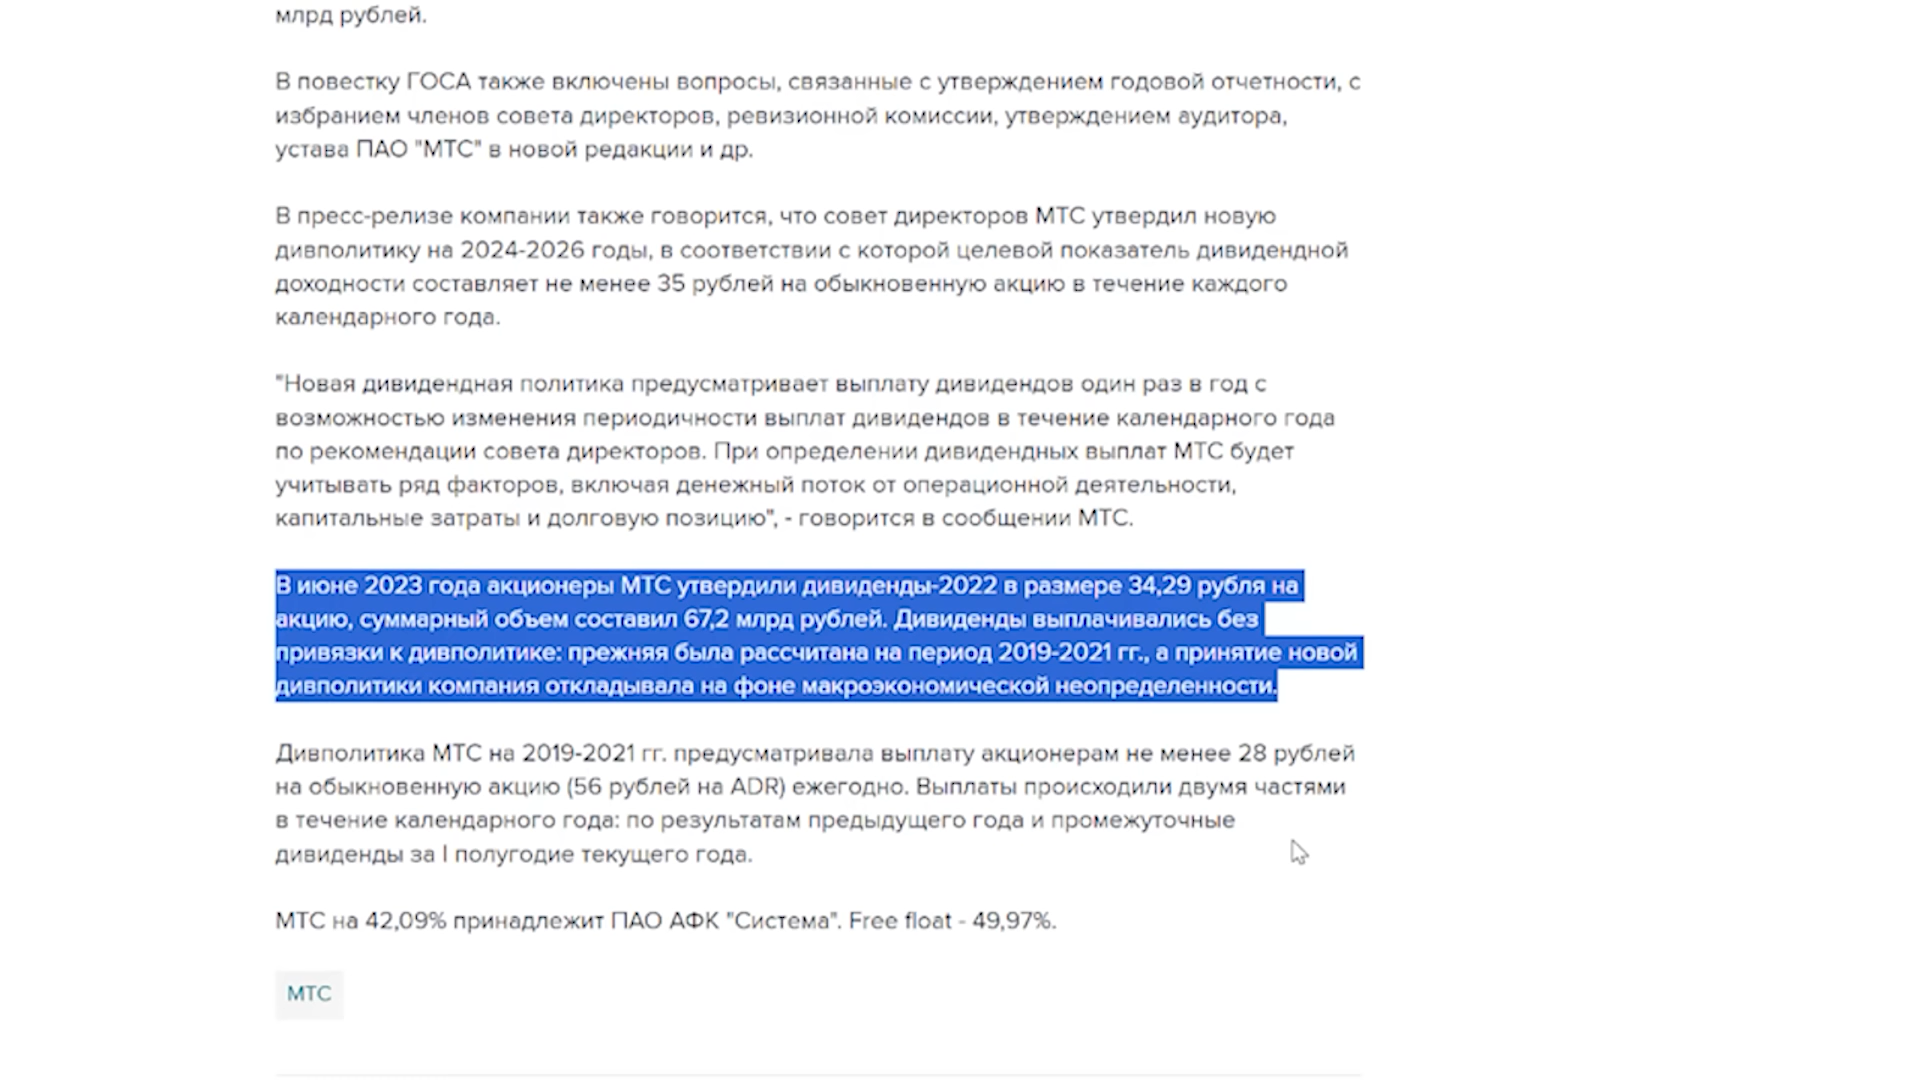 млрд рублей.
В повестку ГОСА также включены вопросы, связанные с утверждением годовой отчетности, с
избранием членов совета директоров, ревизионной комиссии, утверждением аудитора,
устава ПАО "МТС" в новой редакции и др.
В пресс-релизе компании также говорится, что совет директоров МТС утвердил новую
дивполитику на 2024-2026 годы, в соответствии с которой целевой показатель дивидендной
доходности составляет не менее 35 рублей на обыкновенную акцию в течение каждого
календарного года.
"Новая дивидендная политика предусматривает выплату дивидендов один раз в год с
возможностью изменения периодичности выплат дивидендов в течение календарного года
по рекомендации совета директоров. При определении дивидендных выплат МТС будет
учитывать ряд факторов, включая денежный поток от операционной деятельности,
капитальные затраты и долговую позицию", - говорится в сообщении МТС.
В июне 2023 года акционеры МТС утвердили дивиденды-2022 в размере 34,29 рубля на
акцию, суммарный объем составил 67,2 млрд рублей. Дивиденды выплачивались без
привязки к дивполитике: прежняя была рассчитана на период 2019-2021 гг., а принятие новой
дивполитики компания откладывала на фоне макроэкономической неопределенности.
Дивполитика МТС на 2019-2021 гг. предусматривала выплату акционерам не менее 28 рублей
на обыкновенную акцию (56 рублей на ADR) ежегодно. Выплаты происходили двумя частями
в течение календарного года: по результатам предыдущего года и промежуточные
дивиденды за I полугодие текущего года.
МТС на 42,09% принадлежит ПАО АФК "Система". Free float - 49,97%.
МТС